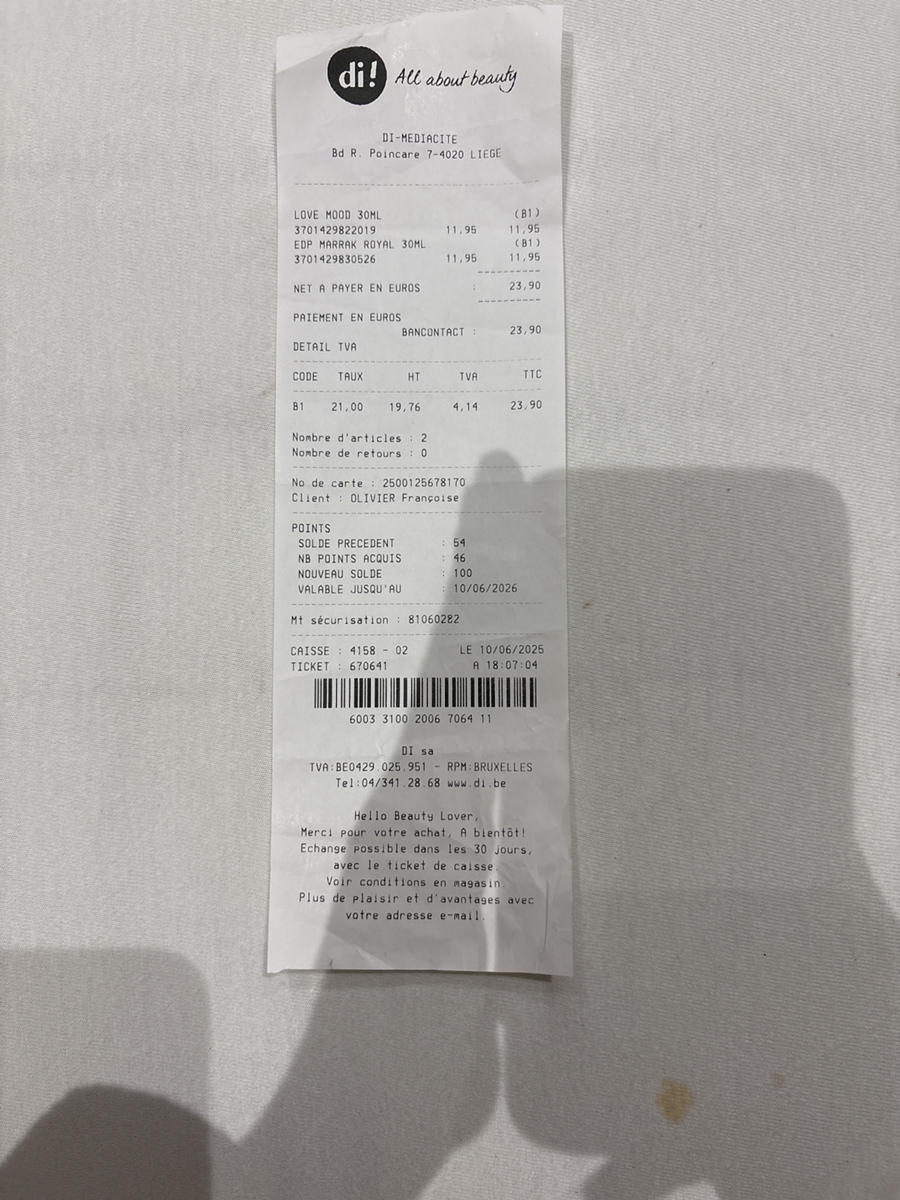 di! All about beauty
DI-MEDIACITE
Bd R. Poincare 7-4020 LIEGE
LOVE MOOD 30ML (B1)
3701429822019 11,95 11,95
EDP MARRAK ROYAL 30ML (B1)
3701429830526 11,95 11,95
NET A PAYER EN EUROS : 23,90
PAIEMENT EN EUROS
BANCONTACT : 23,90
DETAIL TVA
CODE TAUX HT TVA TTC
B1 21,00 19,76 4,14 23,90
Nombre d'articles : 2
Nombre de retours : 0
No de carte : 2500125678170
Client : OLIVIER Françoise
POINTS
SOLDE PRECEDENT : 54
NB POINTS ACQUIS : 46
NOUVEAU SOLDE : 100
VALABLE JUSQU'AU : 10/06/2026
Mt sécurisation : 81060282
CAISSE : 4158 - 02 LE 10/06/2025
TICKET : 670641 A 18:07:04
6003 3100 2006 7064 11
DI sa
TVA:BE0429.025.951 - RPM:BRUXELLES
Tel:04/341.28.68 www.di.be
Hello Beauty Lover,
Merci pour votre achat, A bientôt!
Echange possible dans les 30 jours,
avec le ticket de caisse.
Voir conditions en magasin.
Plus de plaisir et d'avantages avec
votre adresse e-mail.